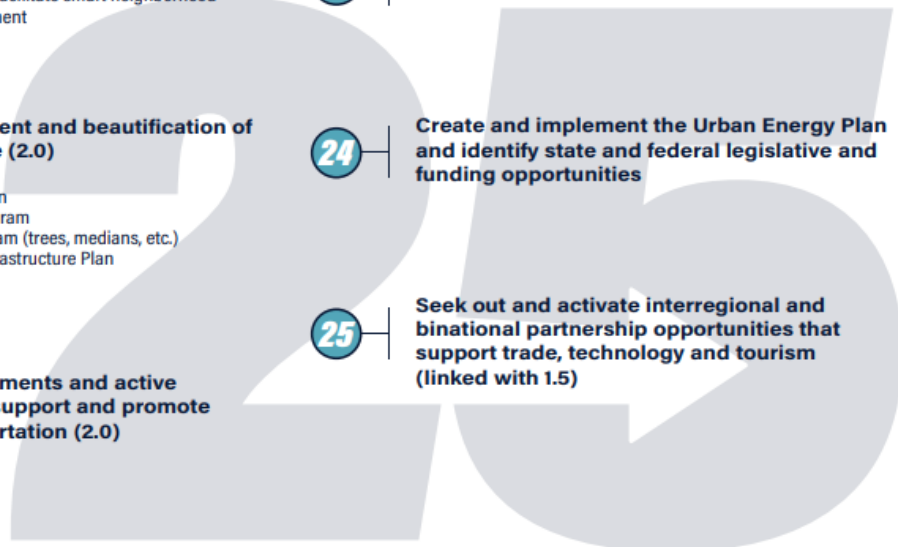 ent and beautification of
(2.0)
ram
am (trees, medians, etc.)
astructure Plan
ments and active
support and promote
rtation (2.0)
24
Create and implement the Urban Energy Plan
and identify state and federal legislative and
funding opportunities
25
Seek out and activate interregional and
binational partnership opportunities that
support trade, technology and tourism
(linked with 1.5)
25